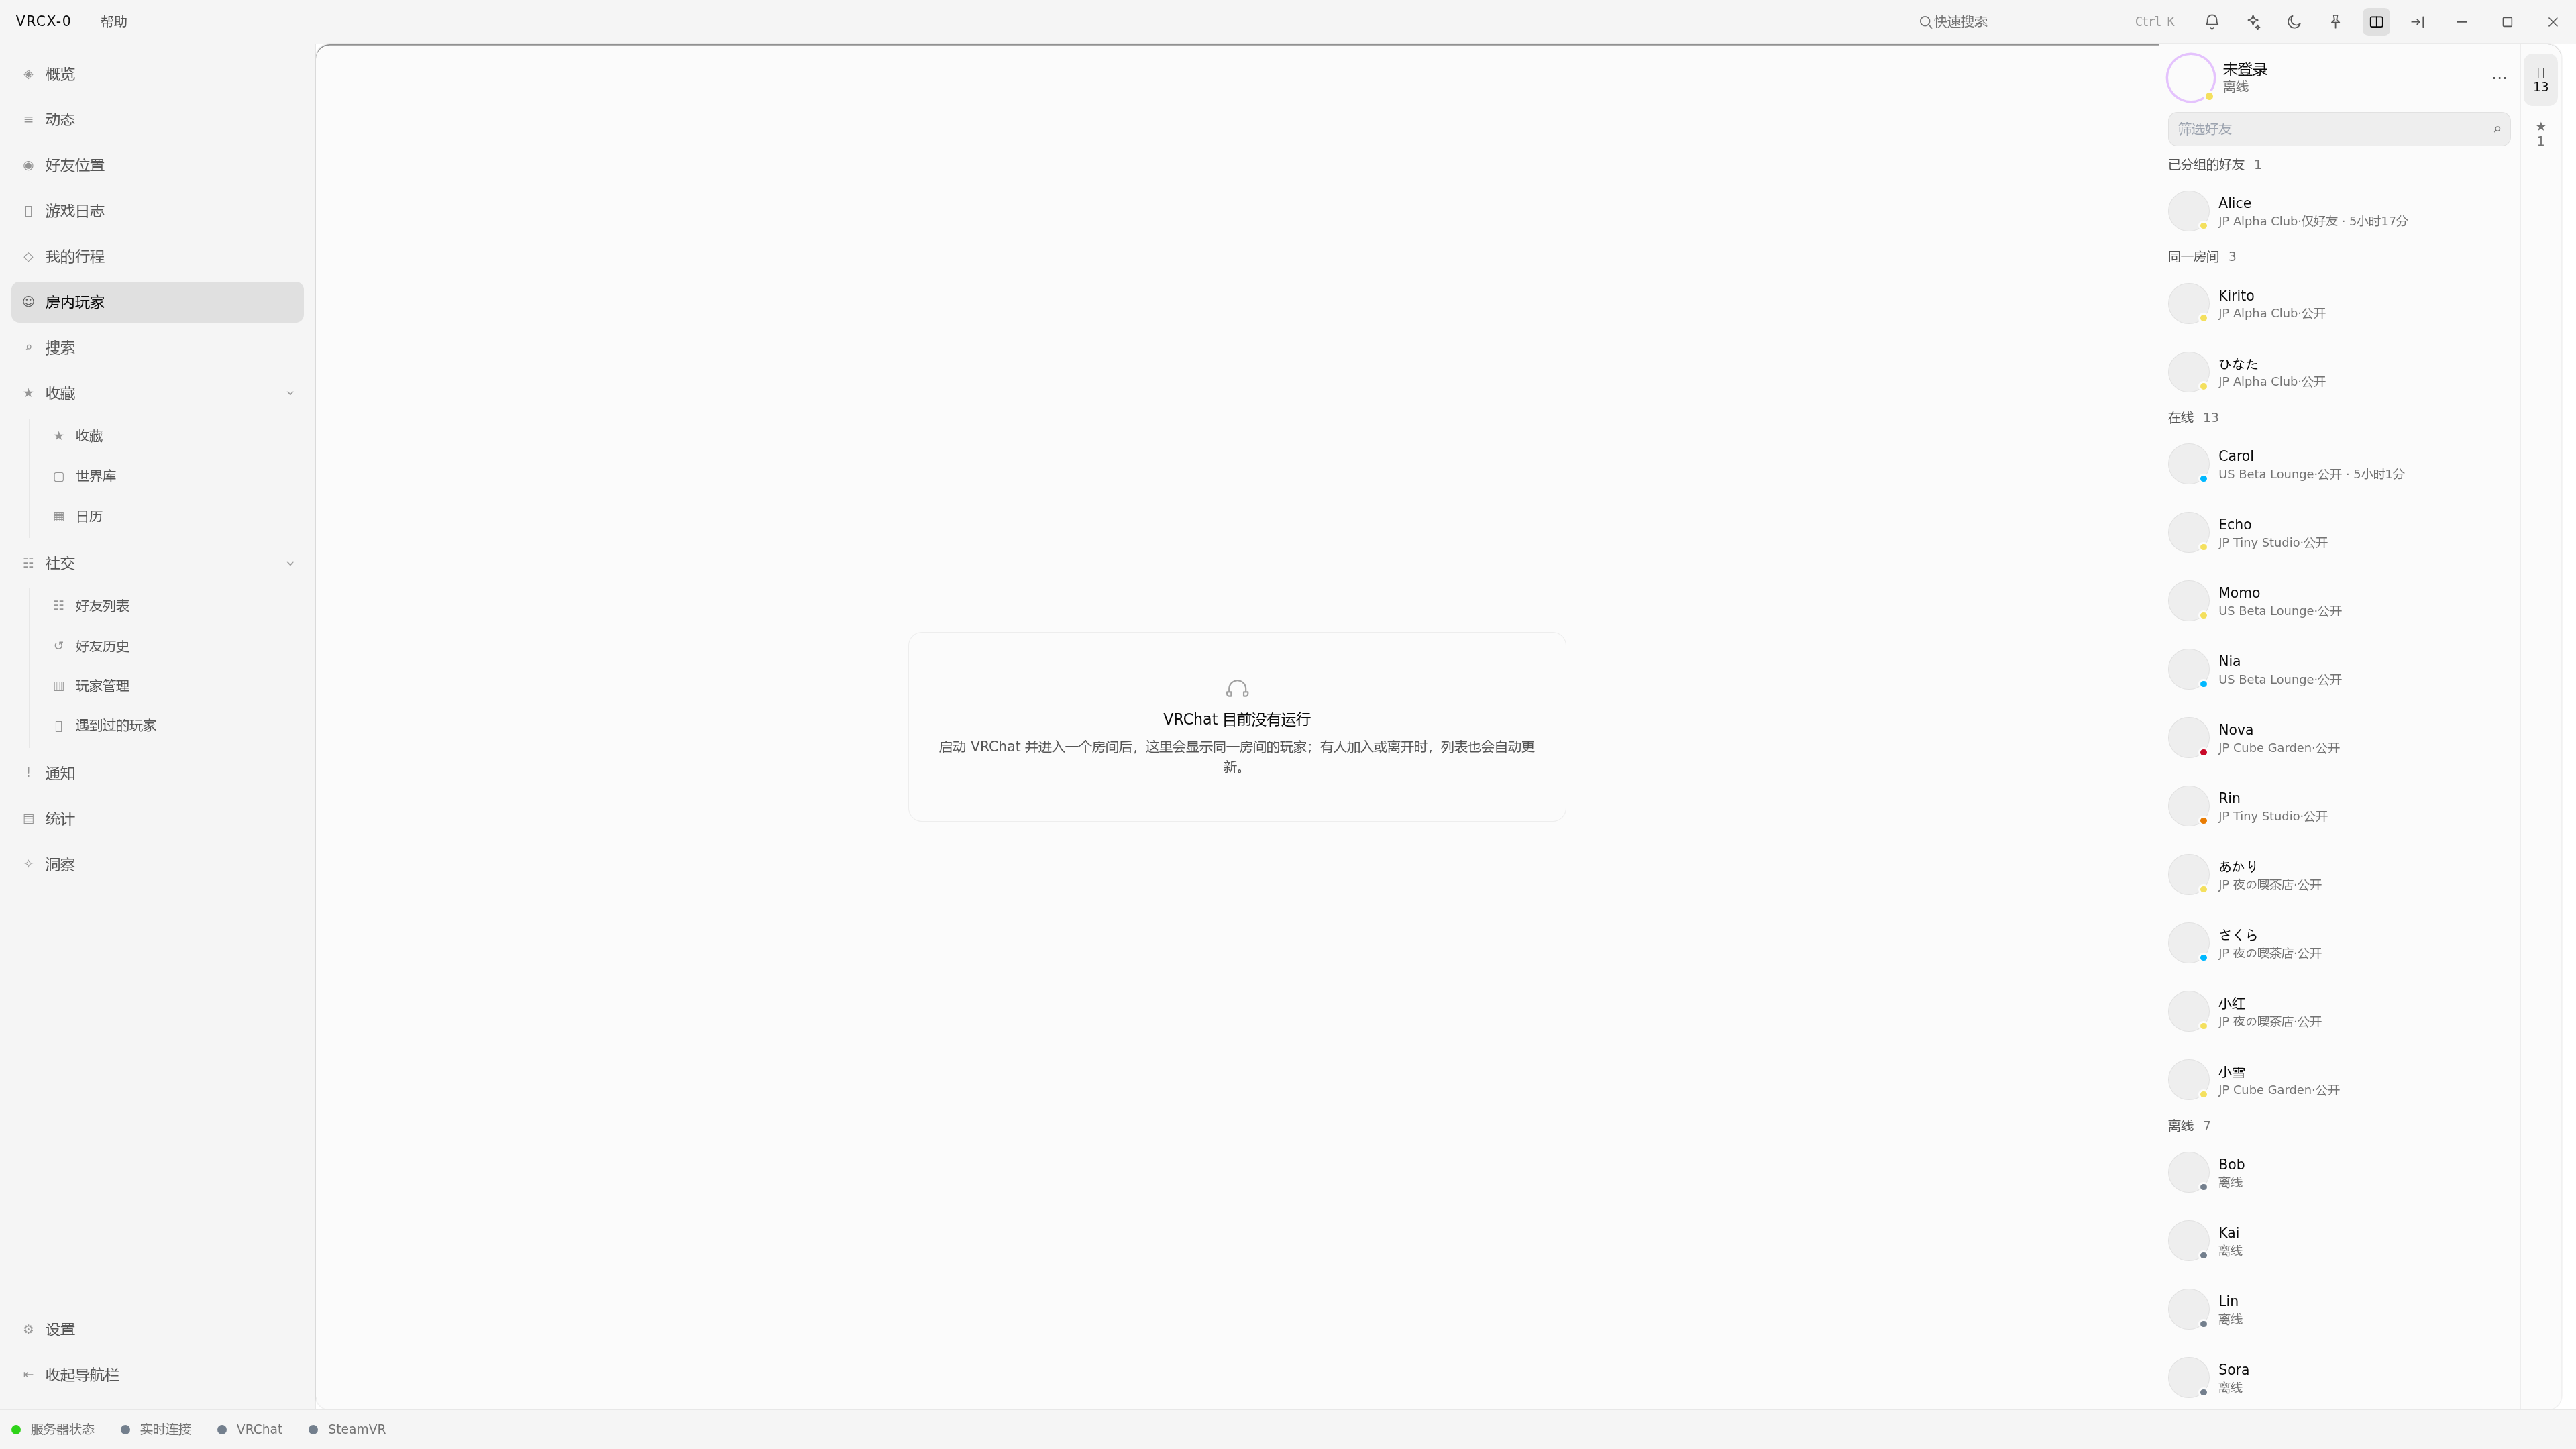 VRCX-0
帮助
快速搜索
Ctrl K
概览
动态
好友位置
游戏日志
我的行程
房内玩家
搜索
收藏
收藏
世界库
日历
社交
好友列表
好友历史
玩家管理
遇到过的玩家
通知
统计
洞察
设置
收起导航栏
VRChat 目前没有运行
启动 VRChat 并进入一个房间后，这里会显示同一房间的玩家；有人加入或离开时，列表也会自动更
新。
未登录
离线
13
1
筛选好友
已分组的好友 1
Alice
JP Alpha Club·仅好友 · 5小时17分
同一房间 3
Kirito
JP Alpha Club·公开
ひなた
JP Alpha Club·公开
在线 13
Carol
US Beta Lounge·公开 · 5小时1分
Echo
JP Tiny Studio·公开
Momo
US Beta Lounge·公开
Nia
US Beta Lounge·公开
Nova
JP Cube Garden·公开
Rin
JP Tiny Studio·公开
あかり
JP 夜の喫茶店·公开
さくら
JP 夜の喫茶店·公开
小红
JP 夜の喫茶店·公开
小雪
JP Cube Garden·公开
离线 7
Bob
离线
Kai
离线
Lin
离线
Sora
离线
服务器状态
实时连接
VRChat
SteamVR